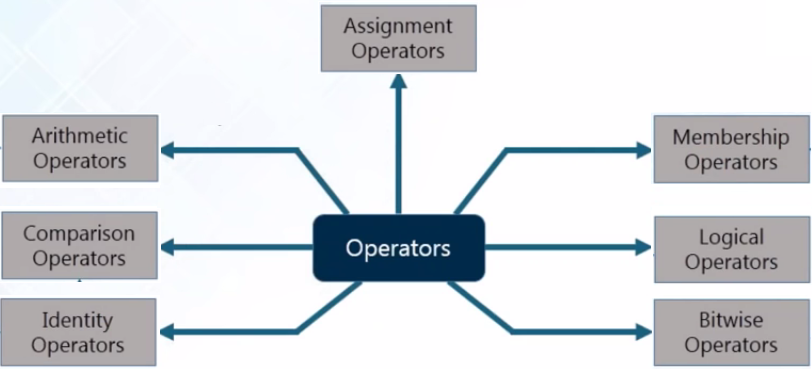 Assignment
Operators
Arithmetic
Operators
Membership
Operators
Comparison
Operators
Operators
Logical
Operators
Identity
Operators
Bitwise
Operators